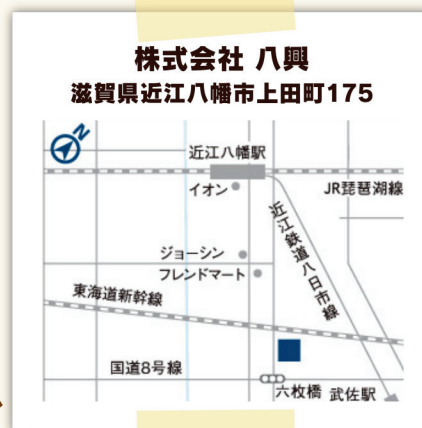 株式会社 八興
滋賀県近江八幡市上田町175
N
近江八幡駅
イオン
JR琵琶湖線
近江鉄道八日市線
ジョーシン
フレンドマート
東海道新幹線
国道8号線
六枚橋
武佐駅